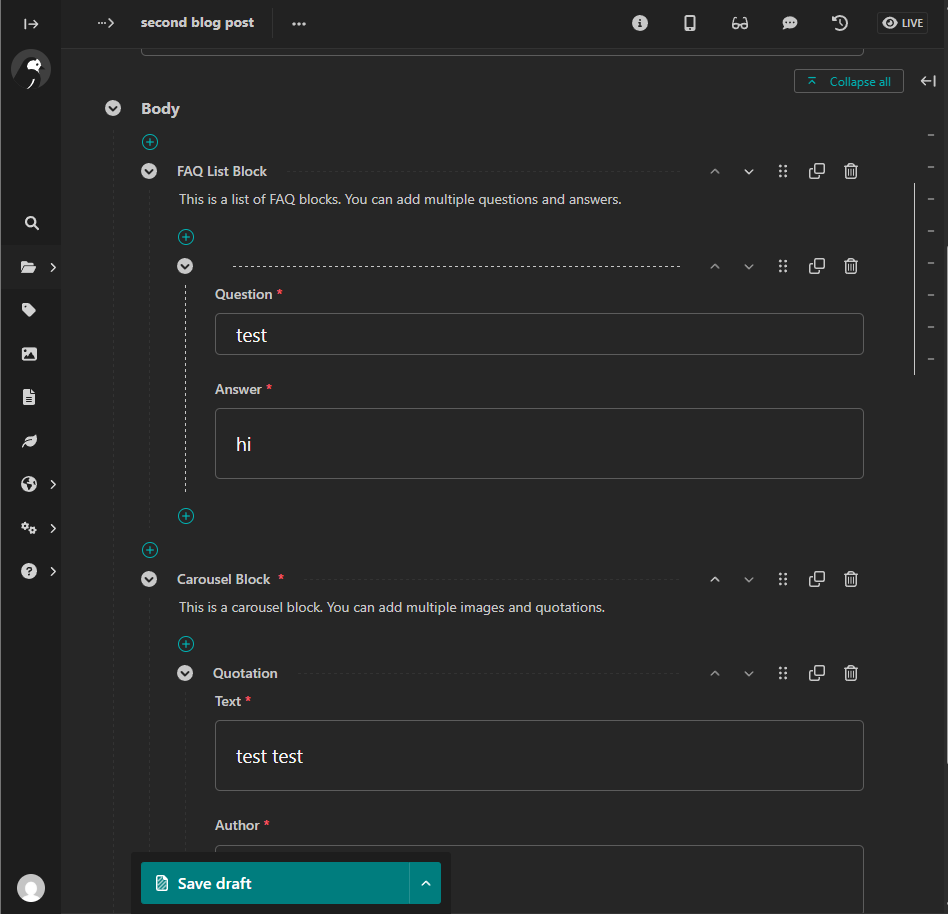 second blog post
LIVE
Collapse all
Body
FAQ List Block
This is a list of FAQ blocks. You can add multiple questions and answers.
Question *
test
Answer *
hi
Carousel Block *
This is a carousel block. You can add multiple images and quotations.
Quotation
Text *
test test
Author *
Save draft